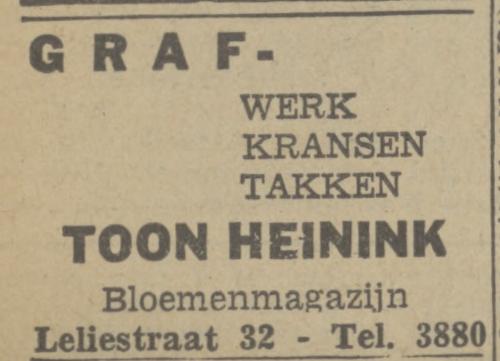 GRAF-
WERK
KRANSEN
TAKKEN
TOON HEININK
Bloemenmagazijn
Leliestraat 32 - Tel. 3880